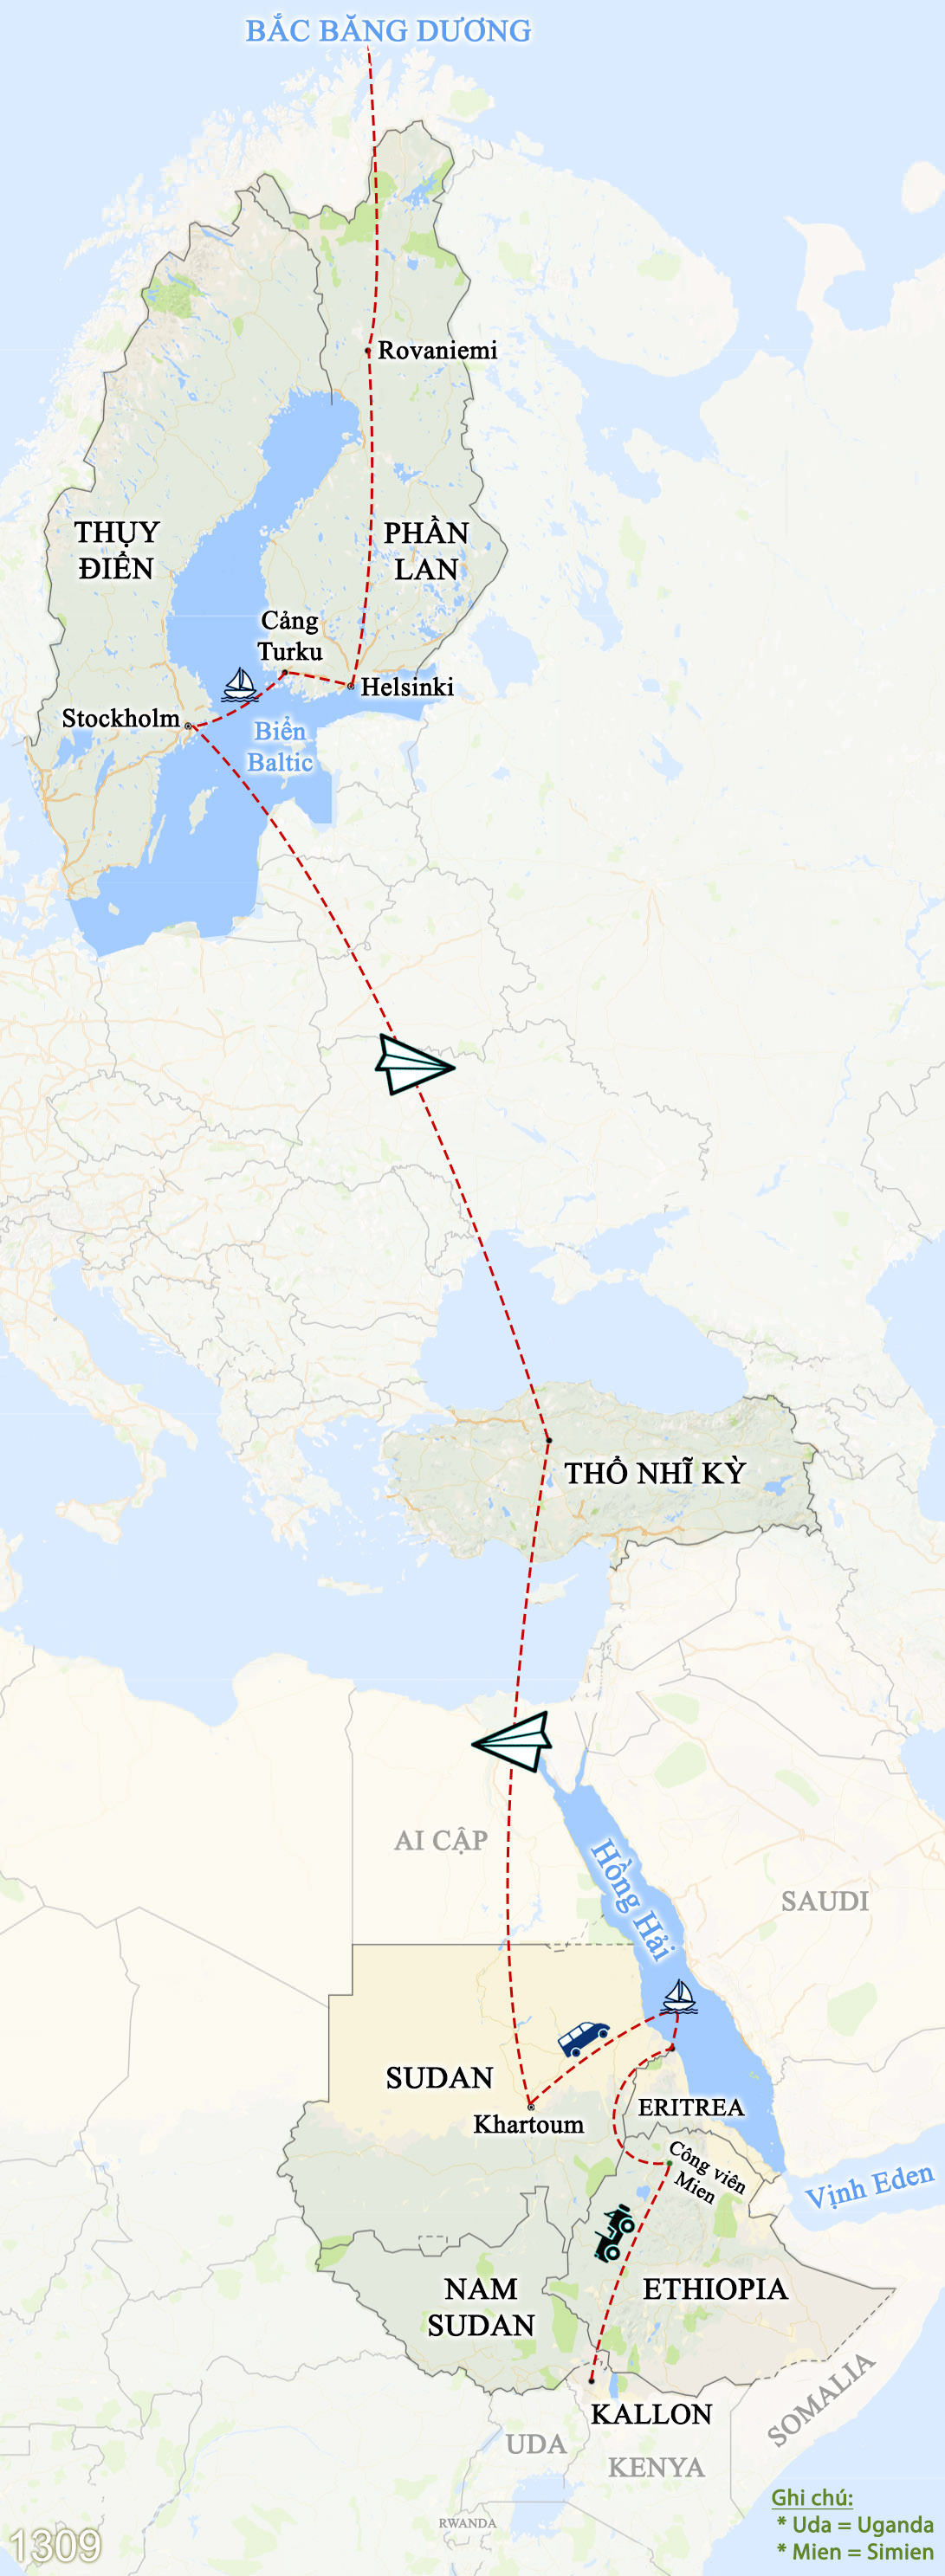 BẮC BĂNG DƯƠNG
Rovaniemi
THỤY
ĐIỂN
PHẦN
LAN
Cảng
Turku
Helsinki
Stockholm
Biển
Baltic
THỔ NHĨ KỲ
AI CẬP
Hồng Hải
SAUDI
SUDAN
Khartoum
ERITREA
Công viên
Mien
Vịnh Eden
NAM
SUDAN
ETHIOPIA
SOMALIA
KALLON
UDA
KENYA
RWANDA
Ghi chú:
* Uda = Uganda
* Mien = Simien
1309